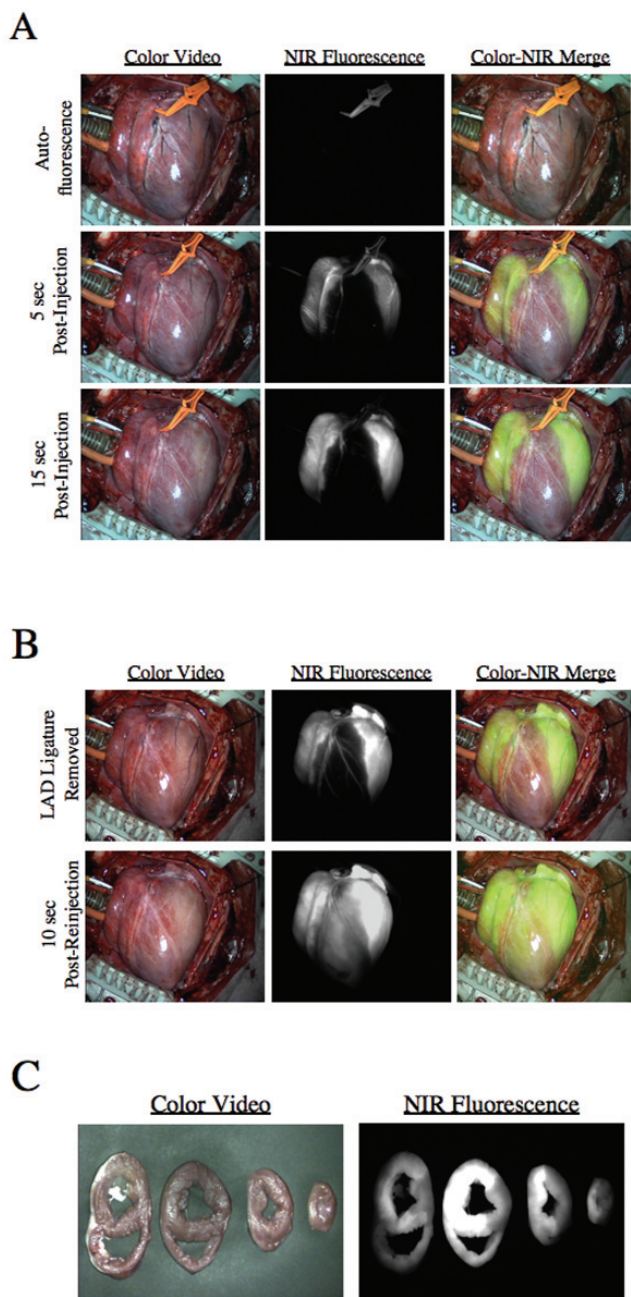 A
Color Video
NIR Fluorescence
Color-NIR Merge
Auto-
fluorescence
5 sec
Post-Injection
15 sec
Post-Injection
B
Color Video
NIR Fluorescence
Color-NIR Merge
LAD Ligature
Removed
10 sec
Post-Reinjection
C
Color Video
NIR Fluorescence